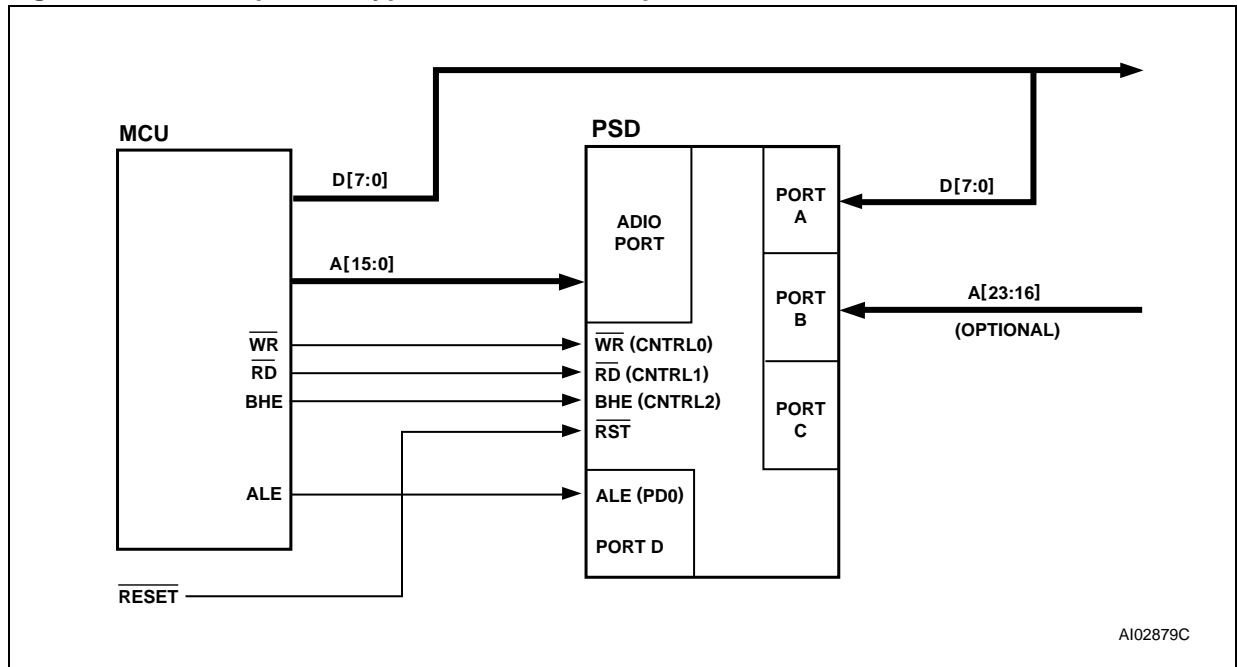 MCU
PSD
D[7:0]
D[7:0]
PORT
A
ADIO
PORT
A[15:0]
A[23:16]
(OPTIONAL)
PORT
B
WR
WR (CNTRL0)
RD
RD (CNTRL1)
BHE
BHE (CNTRL2)
PORT
C
RST
ALE
ALE (PD0)
PORT D
RESET
AI02879C